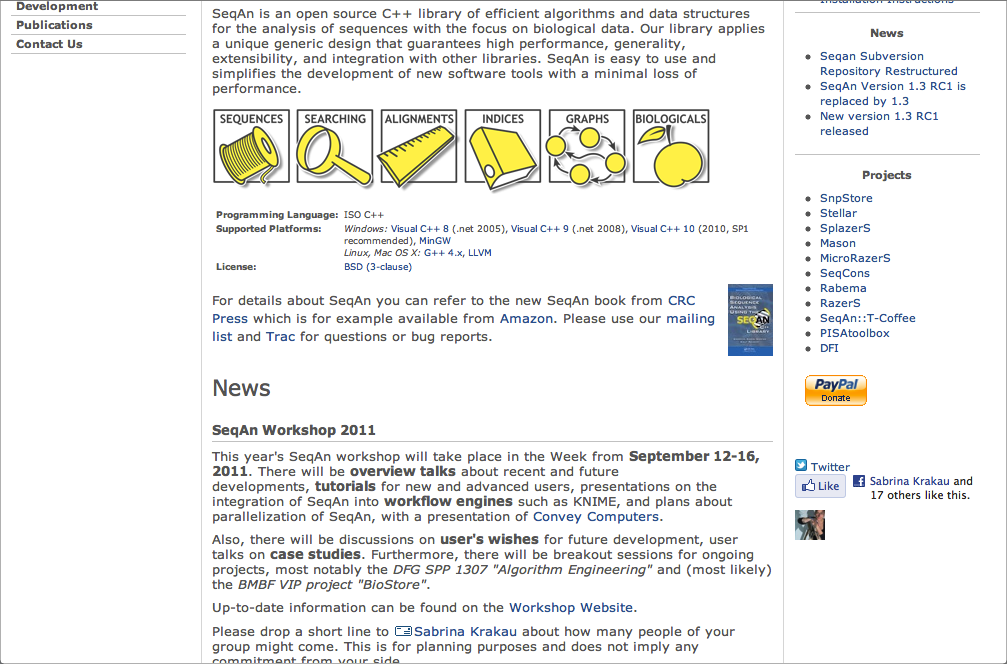 Development
Publications
Contact Us
SeqAn is an open source C++ library of efficient algorithms and data structures
for the analysis of sequences with the focus on biological data. Our library applies
a unique generic design that guarantees high performance, generality,
extensibility, and integration with other libraries. SeqAn is easy to use and
simplifies the development of new software tools with a minimal loss of
performance.
SEQUENCES SEARCHING ALIGNMENTS INDICES GRAPHS BIOLOGICALS
Programming Language: ISO C++
Supported Platforms: Windows: Visual C++ 8 (.net 2005), Visual C++ 9 (.net 2008), Visual C++ 10 (2010, SP1
recommended), MinGW
Linux, Mac OS X: G++ 4.x, LLVM
License: BSD (3-clause)
For details about SeqAn you can refer to the new SeqAn book from CRC
Press which is for example available from Amazon. Please use our mailing
list and Trac for questions or bug reports.
BIOLOGICAL
SEQUENCE
ANALYSIS
USING THE
SEQAN
C++
LIBRARY
News
SeqAn Workshop 2011
This year's SeqAn workshop will take place in the Week from September 12-16,
2011. There will be overview talks about recent and future
developments, tutorials for new and advanced users, presentations on the
integration of SeqAn into workflow engines such as KNIME, and plans about
parallelization of SeqAn, with a presentation of Convey Computers.
Also, there will be discussions on user's wishes for future development, user
talks on case studies. Furthermore, there will be breakout sessions for ongoing
projects, most notably the DFG SPP 1307 "Algorithm Engineering" and (most likely)
the BMBF VIP project "BioStore".
Up-to-date information can be found on the Workshop Website.
Please drop a short line to Sabrina Krakau about how many people of your
group might come. This is for planning purposes and does not imply any
commitment from your side.
Installation Instructions
News
Seqan Subversion
Repository Restructured
SeqAn Version 1.3 RC1 is
replaced by 1.3
New version 1.3 RC1
released
Projects
SnpStore
Stellar
SplazerS
Mason
MicroRazerS
SeqCons
Rabema
RazerS
SeqAn::T-Coffee
PISAtoolbox
DFI
PayPal
Donate
Twitter
Like
Sabrina Krakau and
17 others like this.